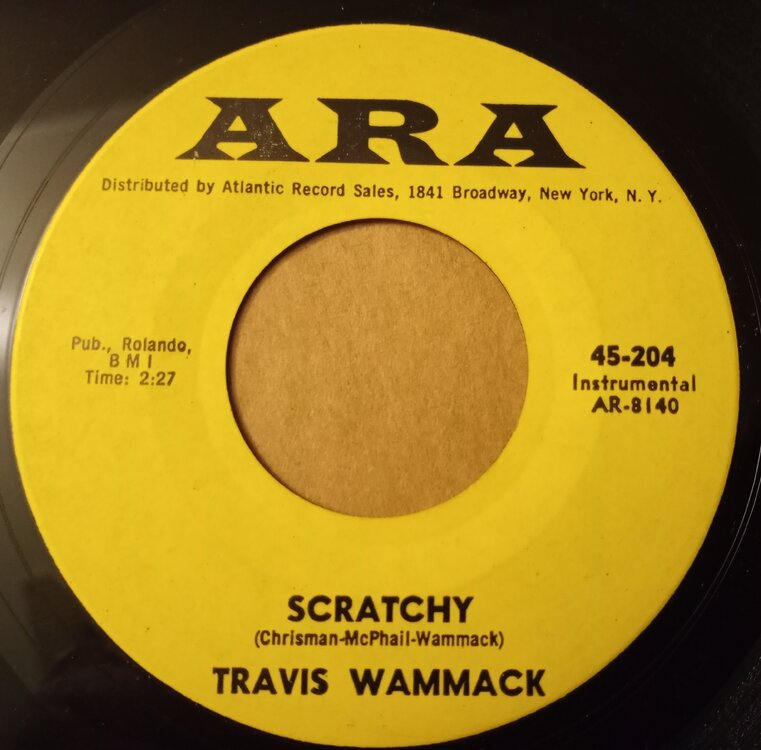 ARA
Distributed by Atlantic Record Sales, 1841 Broadway, New York, N. Y.
Pub., Rolando,
B M I
Time: 2:27
45-204
Instrumental
AR-8140
SCRATCHY
(Chrisman-McPhail-Wammack)
TRAVIS WAMMACK